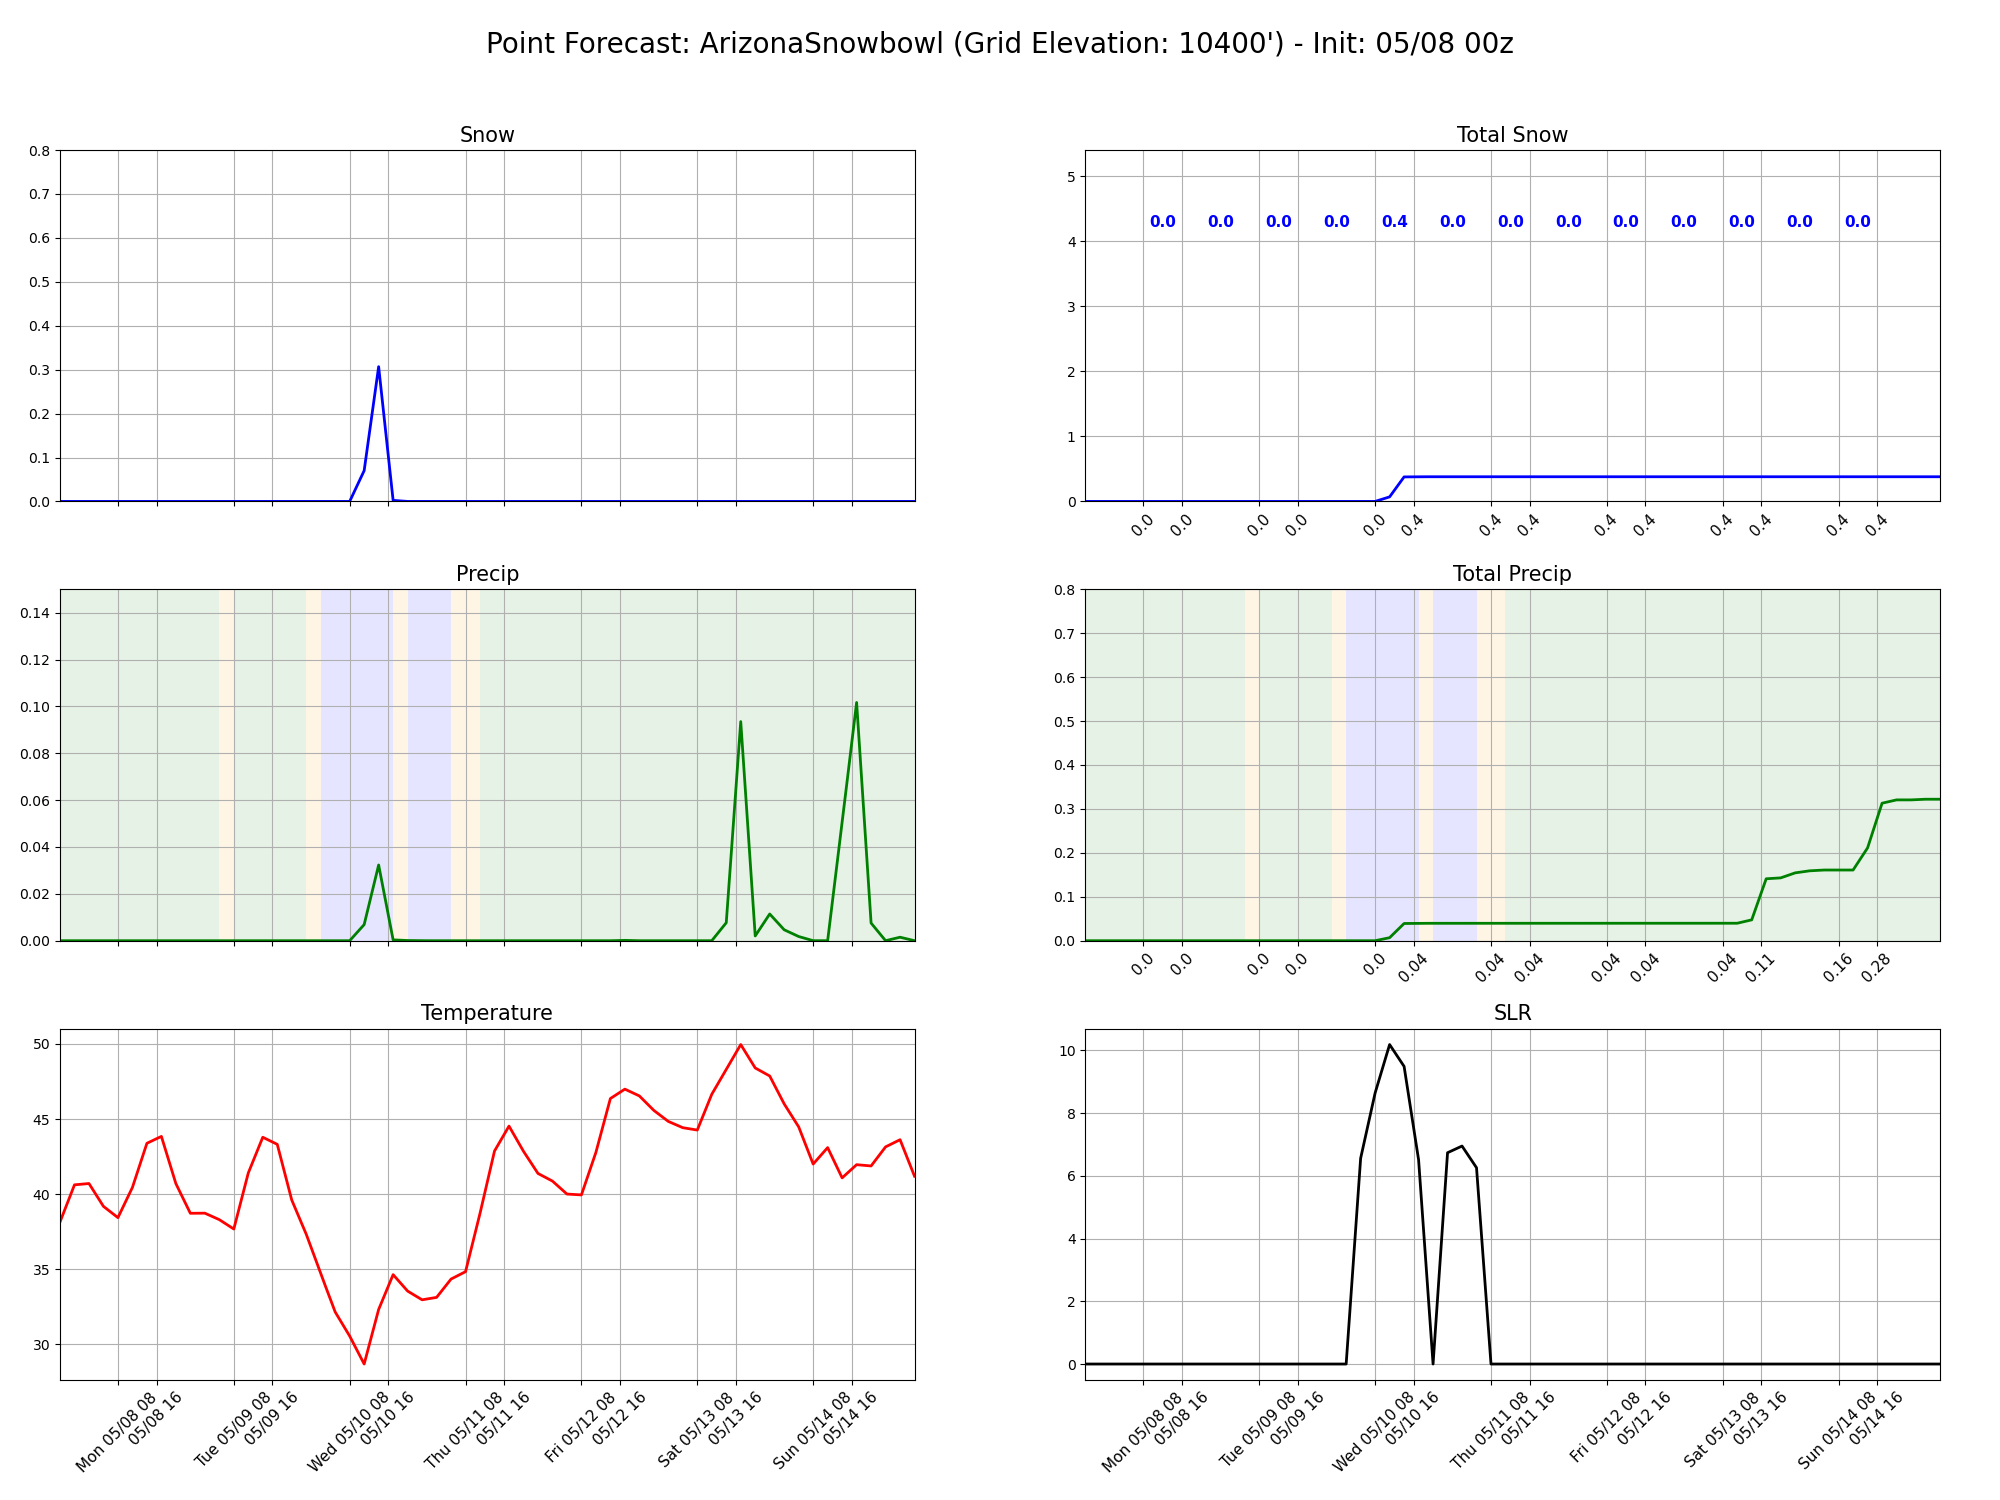 Point Forecast: ArizonaSnowbowl (Grid Elevation: 10400') - Init: 05/08 00z
Snow
0.8
0.7
0.6
0.5
0.4
0.3
0.2
0.1
0.0
Total Snow
5
4
3
2
1
0
0.0 0.0 0.0 0.0 0.4 0.0 0.0 0.0 0.0 0.0 0.0 0.0 0.0
0.0 0.0 0.0 0.0 0.0 0.4 0.4 0.4 0.4 0.4 0.4 0.4 0.4 0.4
Precip
0.14
0.12
0.10
0.08
0.06
0.04
0.02
0.00
Total Precip
0.8
0.7
0.6
0.5
0.4
0.3
0.2
0.1
0.0
0.0 0.0 0.0 0.0 0.0 0.04 0.04 0.04 0.04 0.04 0.04 0.11 0.16 0.28
Temperature
50
45
40
35
30
Mon 05/08 08
05/08 16
Tue 05/09 08
05/09 16
Wed 05/10 08
05/10 16
Thu 05/11 08
05/11 16
Fri 05/12 08
05/12 16
Sat 05/13 08
05/13 16
Sun 05/14 08
05/14 16
SLR
10
8
6
4
2
0
Mon 05/08 08
05/08 16
Tue 05/09 08
05/09 16
Wed 05/10 08
05/10 16
Thu 05/11 08
05/11 16
Fri 05/12 08
05/12 16
Sat 05/13 08
05/13 16
Sun 05/14 08
05/14 16